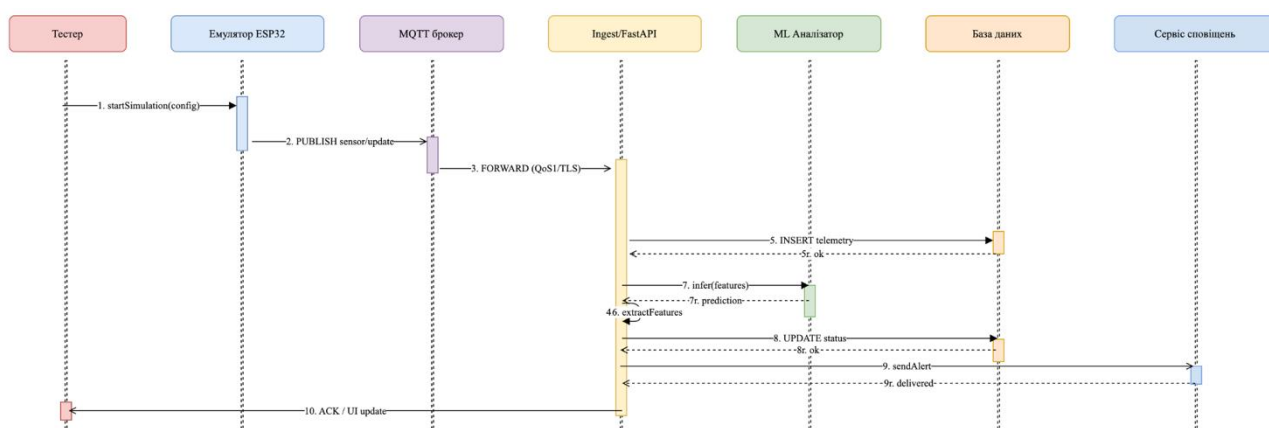 Тестер
Емулятор ESP32
MQTT брокер
Ingest/FastAPI
ML Аналізатор
База даних
Сервіс сповіщень
1. startSimulation(config)
2. PUBLISH sensor/update
3. FORWARD (QoS1/TLS)
5. INSERT telemetry
5r. ok
7. infer(features)
7r. prediction
6. extractFeatures
8. UPDATE status
8r. ok
9. sendAlert
9r. delivered
10. ACK / UI update